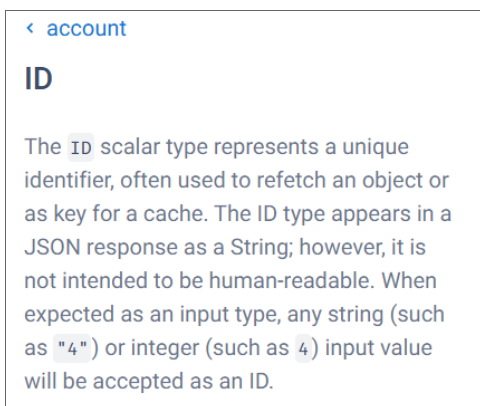 ‹ account
ID
The ID scalar type represents a unique
identifier, often used to refetch an object or
as key for a cache. The ID type appears in a
JSON response as a String; however, it is
not intended to be human-readable. When
expected as an input type, any string (such
as "4") or integer (such as 4) input value
will be accepted as an ID.